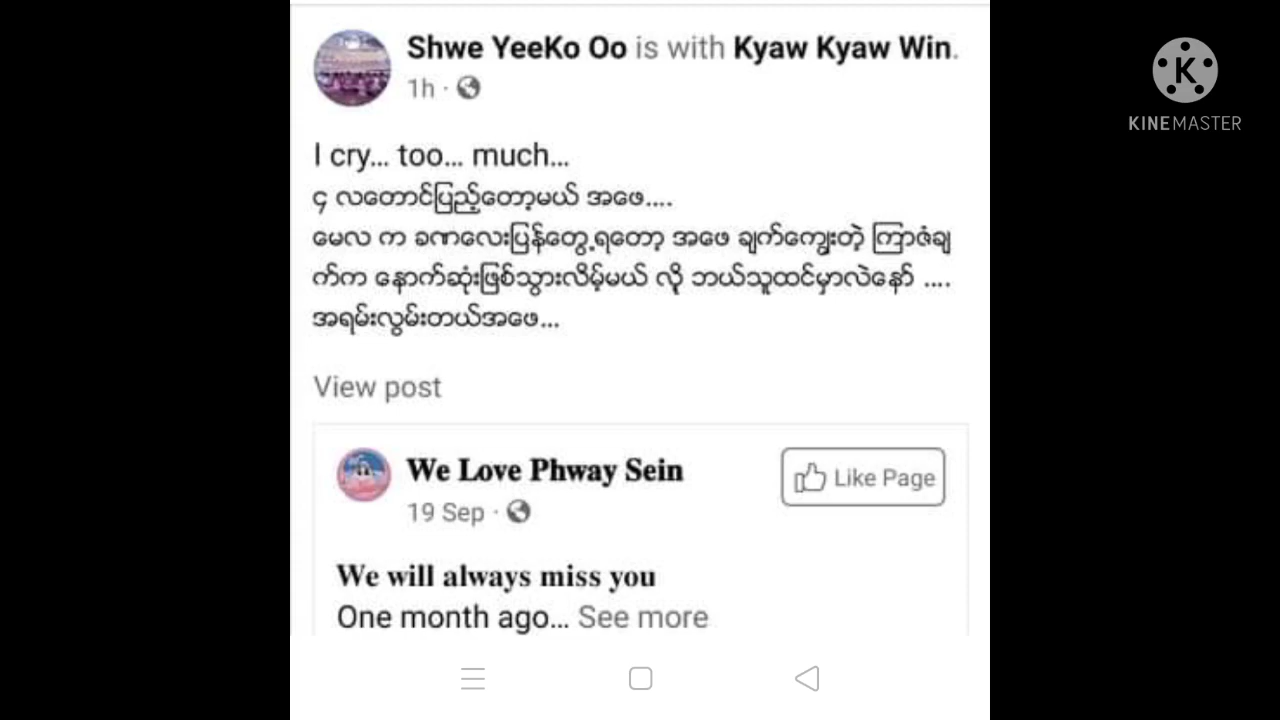 Shwe YeeKo Oo is with Kyaw Kyaw Win.
1h ·
I cry... too... much...
၄ လတောင်ပြည့်တော့မယ် အဖေ....
မေလ က ခဏလေးပြန်တွေ့ရတော့ အဖေ ချက်ကျွေးတဲ့ ကြာဇံချ
က်က နောက်ဆုံးဖြစ်သွားလိမ့်မယ် လို့ ဘယ်သူထင်မှာလဲနော် ....
အရမ်းလွမ်းတယ်အဖေ...
View post
We Love Phway Sein
Like Page
19 Sep ·
We will always miss you
One month ago... See more
K
KINEMASTER